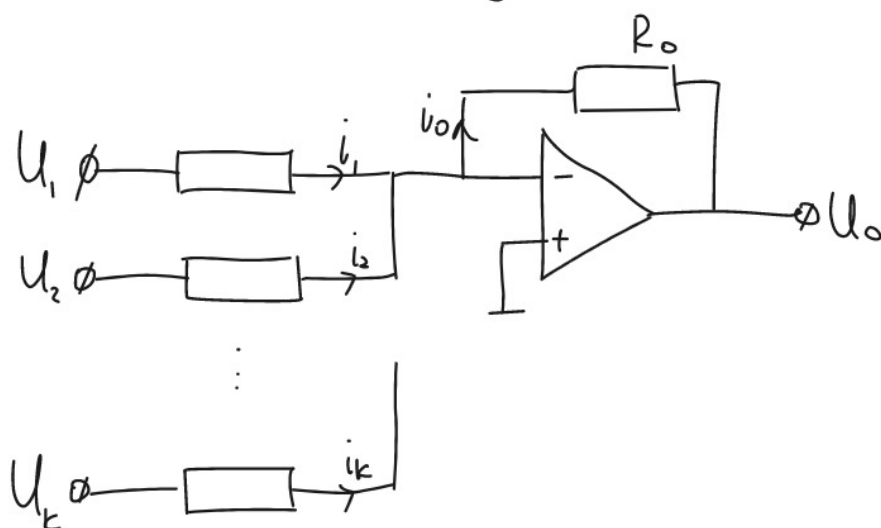 R₀
i₀
U₁ i₁
-
U₂ i₂
+
U₀
⋮
Uₖ iₖ